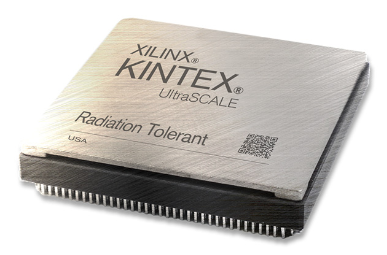 XILINX®
KINTEX®
UltraSCALE
Radiation Tolerant
USA